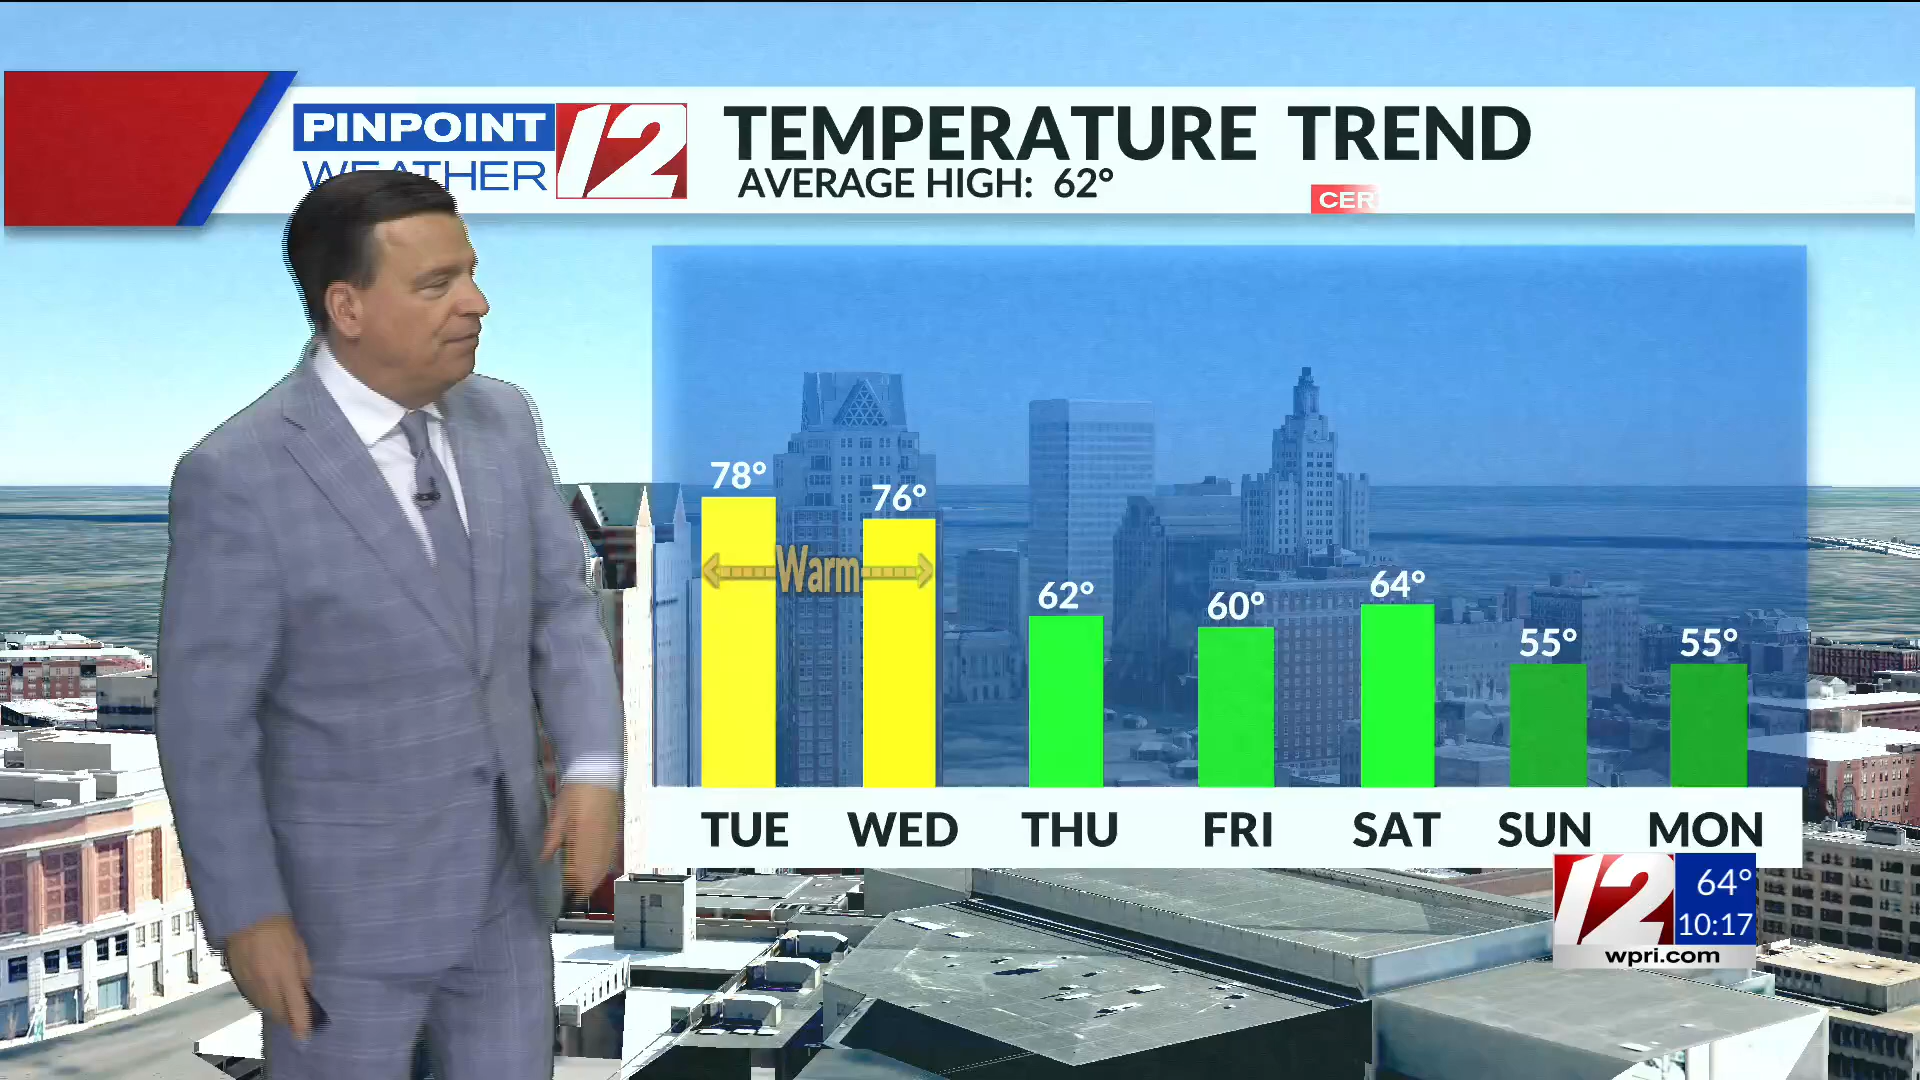 PINPOINT
WEATHER
12
TEMPERATURE TREND
AVERAGE HIGH: 62°
CER
78°
76°
Warm
62°
60°
64°
55°
55°
TUE WED THU FRI SAT SUN MON
12
64°
10:17
wpri.com